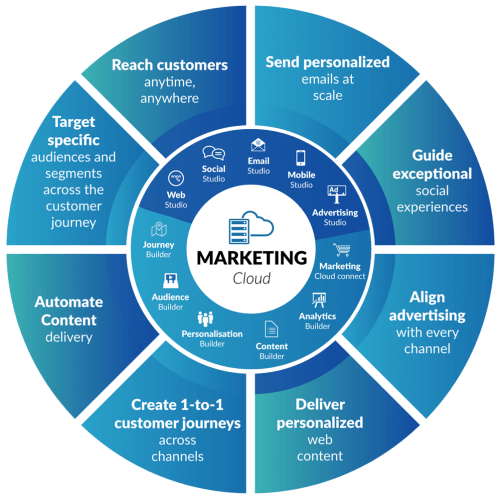 Reach customers
anytime,
anywhere
Send personalized
emails at
scale
Guide
exceptional
social
experiences
Align
advertising
with every
channel
Deliver
personalized
web
content
Create 1-to-1
customer journeys
across
channels
Automate
Content
delivery
Target
specific
audiences and
segments
across the
customer
journey
Web
Studio
Social
Studio
Email
Studio
Mobile
Studio
Ad
Advertising
Studio
Marketing
Cloud connect
Analytics
Builder
Content
Builder
Personalisation
Builder
Audience
Builder
Journey
Builder
MARKETING
Cloud